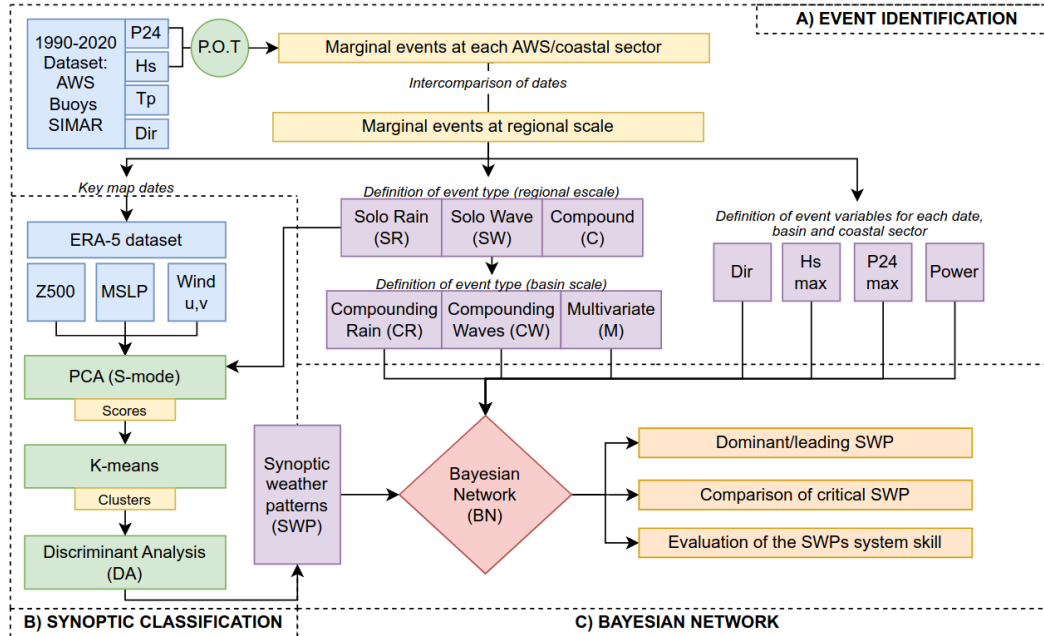 A) EVENT IDENTIFICATION
1990-2020
Dataset:
AWS
Buoys
SIMAR
P24
Hs
Tp
Dir
P.O.T
Marginal events at each AWS/coastal sector
Intercomparison of dates
Marginal events at regional scale
Key map dates
ERA-5 dataset
Z500
MSLP
Wind
u,v
PCA (S-mode)
Scores
K-means
Clusters
Discriminant Analysis
(DA)
Definition of event type (regional escale)
Solo Rain
(SR)
Solo Wave
(SW)
Compound
(C)
Definition of event type (basin scale)
Compounding
Rain (CR)
Compounding
Waves (CW)
Multivariate
(M)
Definition of event variables for each date,
basin and coastal sector
Dir
Hs
max
P24
max
Power
Synoptic
weather
patterns
(SWP)
Bayesian
Network
(BN)
Dominant/leading SWP
Comparison of critical SWP
Evaluation of the SWPs system skill
B) SYNOPTIC CLASSIFICATION
C) BAYESIAN NETWORK